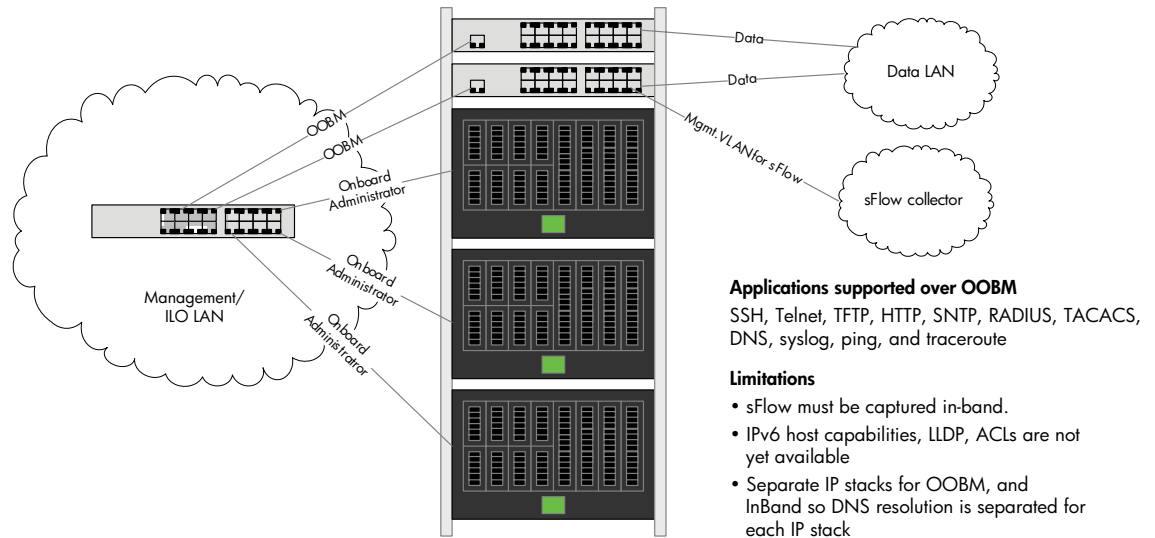 Data
Data
Data LAN
Mgmt.VLAN for sFlow
sFlow collector
OOBM
OOBM
Onboard
Administrator
Onboard
Administrator
Onboard
Administratror
Management/
ILO LAN
Applications supported over OOBM
SSH, Telnet, TFTP, HTTP, SNTP, RADIUS, TACACS,
DNS, syslog, ping, and traceroute
Limitations
• sFlow must be captured in-band.
• IPv6 host capabilities, LLDP, ACLs are not
yet available
• Separate IP stacks for OOBM, and
InBand so DNS resolution is separated for
each IP stack